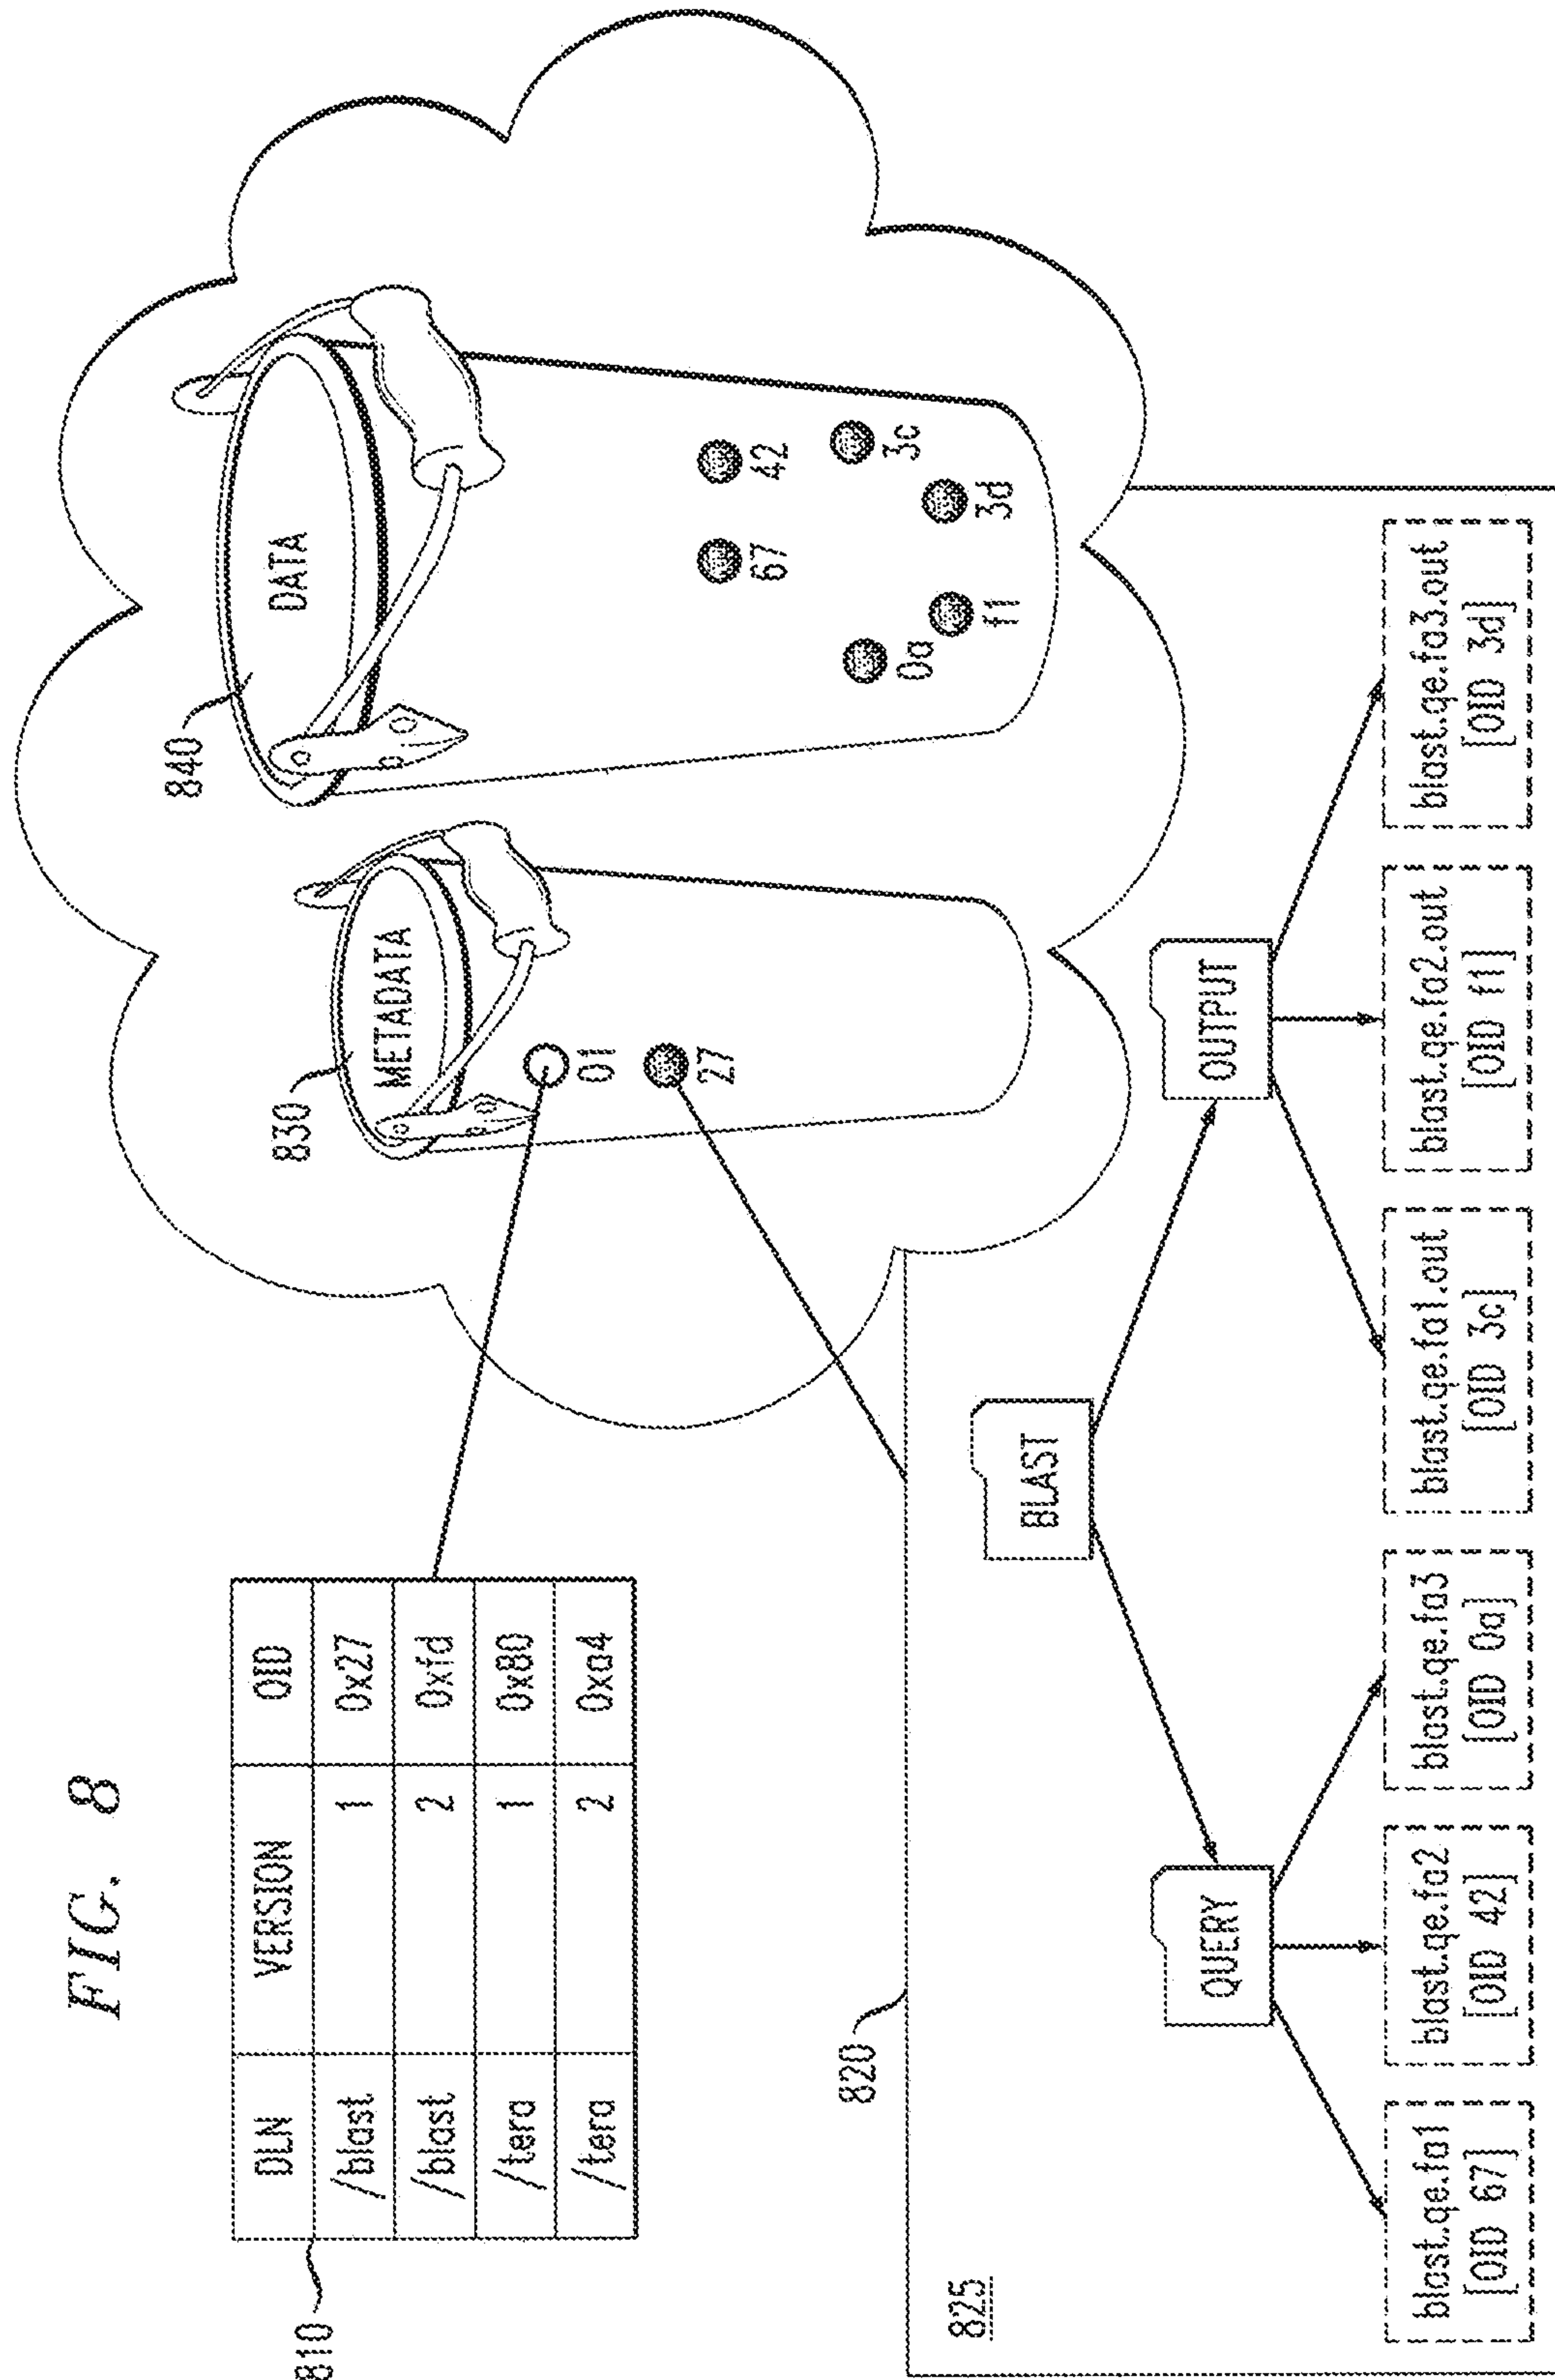 FIG. 8
DLN VERSION OID
/blast 1 0x27
/blast 2 0xfd
/tera 1 0x80
/tera 2 0xa4
810
830
METADATA
01
27
840
DATA
67
42
0a
3c
f1
3d
820
825
BLAST
QUERY
OUTPUT
blast.qe.fa1
[OID 67]
blast.qe.fa2
[OID 42]
blast.qe.fa3
[OID 0a]
blast.qe.fa1.out
[OID 3c]
blast.qe.fa2.out
[OID f1]
blast.qe.fa3.out
[OID 3d]